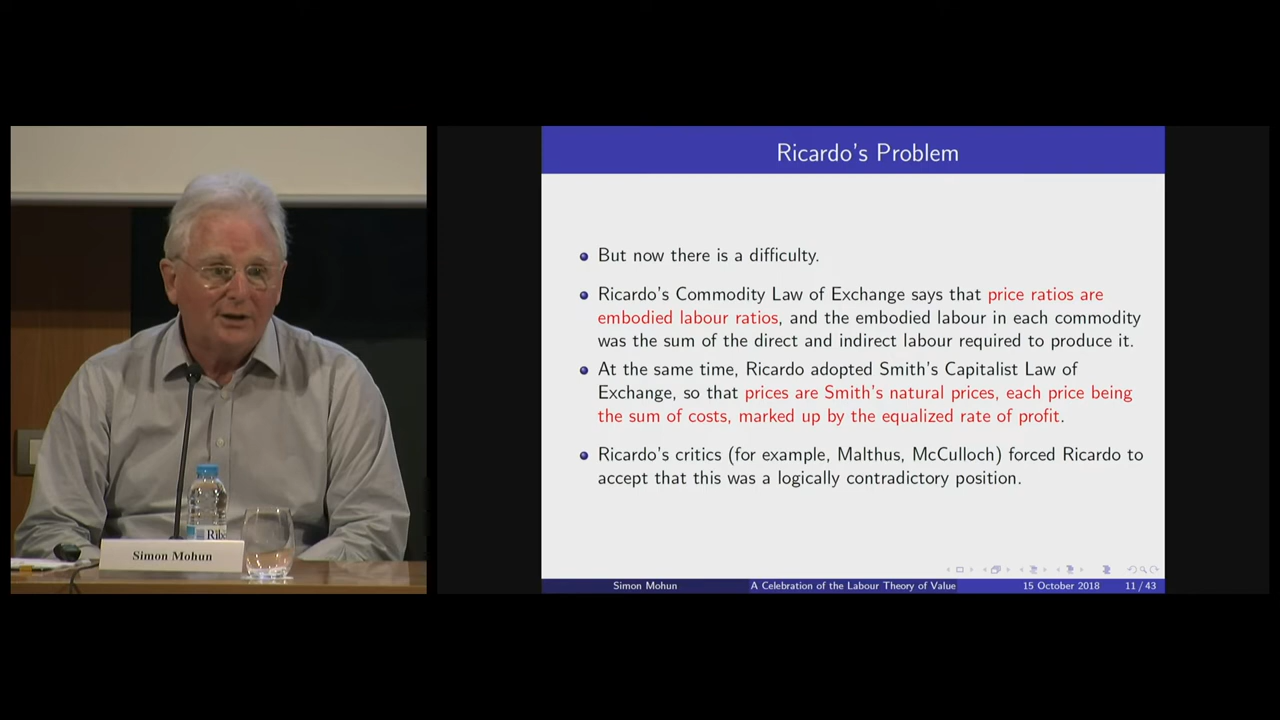 Ricardo's Problem
But now there is a difficulty.
Ricardo's Commodity Law of Exchange says that price ratios are
embodied labour ratios, and the embodied labour in each commodity
was the sum of the direct and indirect labour required to produce it.
At the same time, Ricardo adopted Smith's Capitalist Law of
Exchange, so that prices are Smith's natural prices, each price being
the sum of costs, marked up by the equalized rate of profit.
Ricardo's critics (for example, Malthus, McCulloch) forced Ricardo to
accept that this was a logically contradictory position.
Simon Mohun
Simon Mohun A Celebration of the Labour Theory of Value 15 October 2018 11 / 43